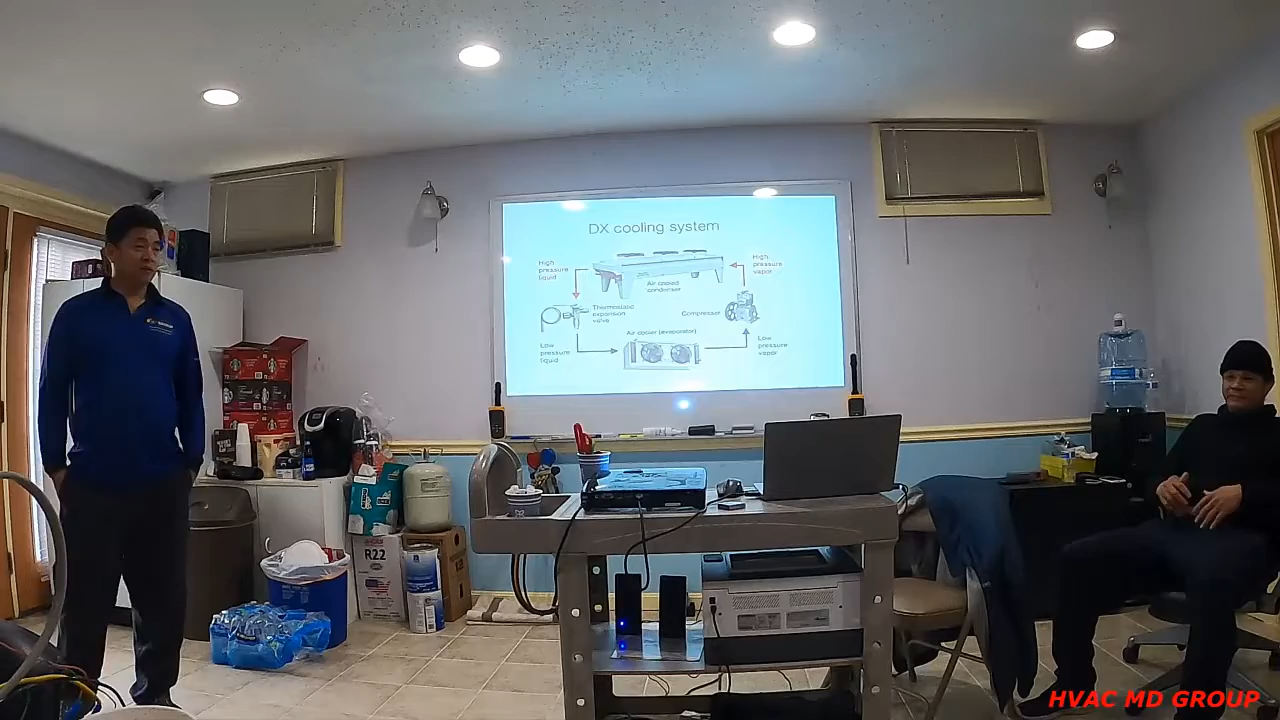 DX cooling system
High
pressure
liquid
High
pressure
vapor
Air cooled
condenser
Thermostatic
expansion
valve
Compressor
Air cooler (evaporator)
Low
pressure
liquid
Low
pressure
vapor
R22
HVAC MD GROUP